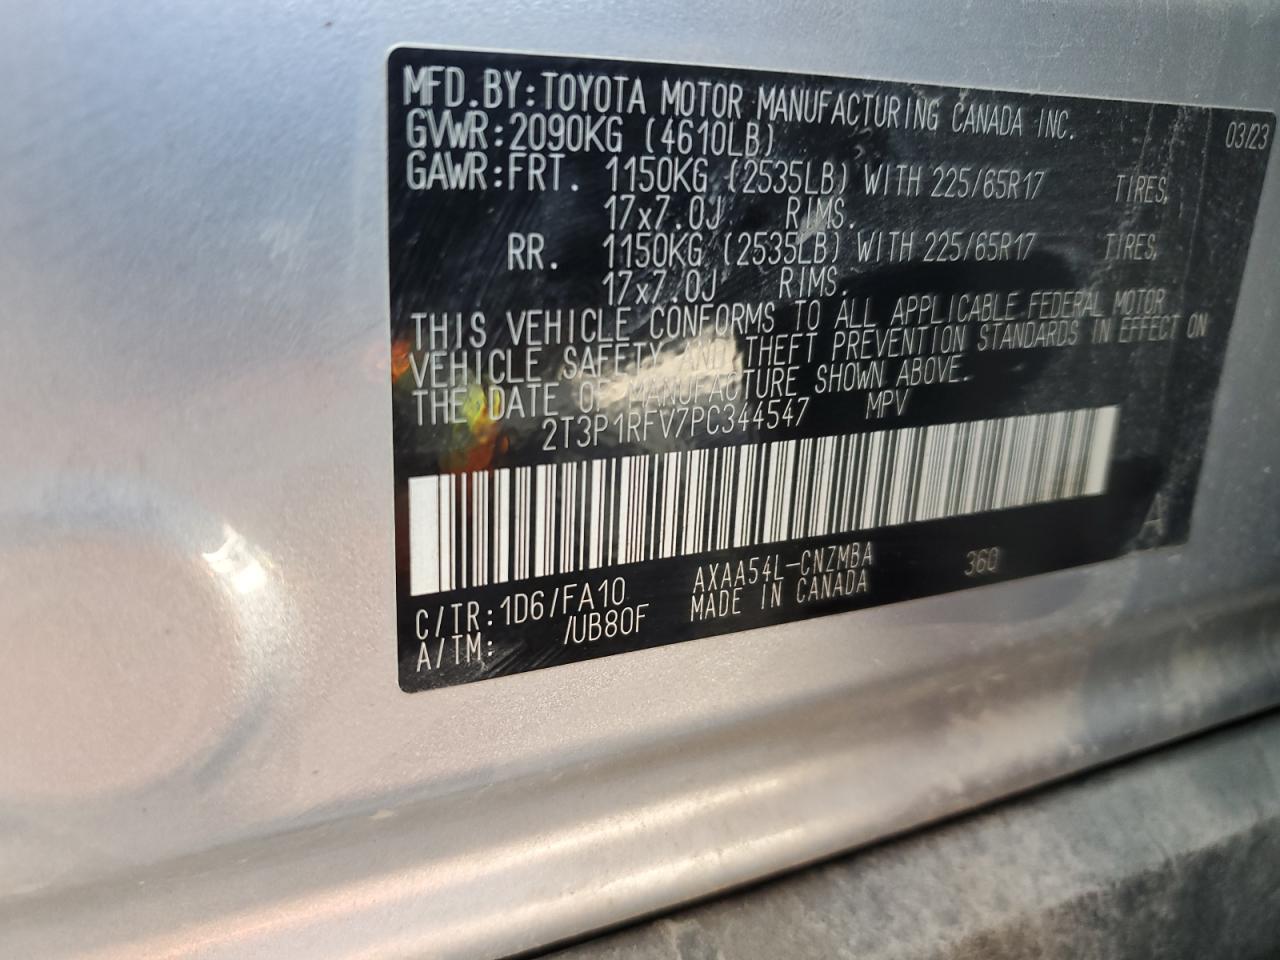 MFD.BY:TOYOTA MOTOR MANUFACTURING CANADA INC. 03/23
GVWR:2090KG (4610LB)
GAWR:FRT. 1150KG (2535LB) WITH 225/65R17 TIRES,
17x7.0J RIMS.
RR. 1150KG (2535LB) WITH 225/65R17 TIRES,
17x7.0J RIMS.
THIS VEHICLE CONFORMS TO ALL APPLICABLE FEDERAL MOTOR
VEHICLE SAFETY AND THEFT PREVENTION STANDARDS IN EFFECT ON
THE DATE OF MANUFACTURE SHOWN ABOVE.
2T3P1RFV7PC344547 MPV
A
C/TR:1D6/FA10 AXAA54L-CNZMBA 360
A/TM: /UB80F MADE IN CANADA